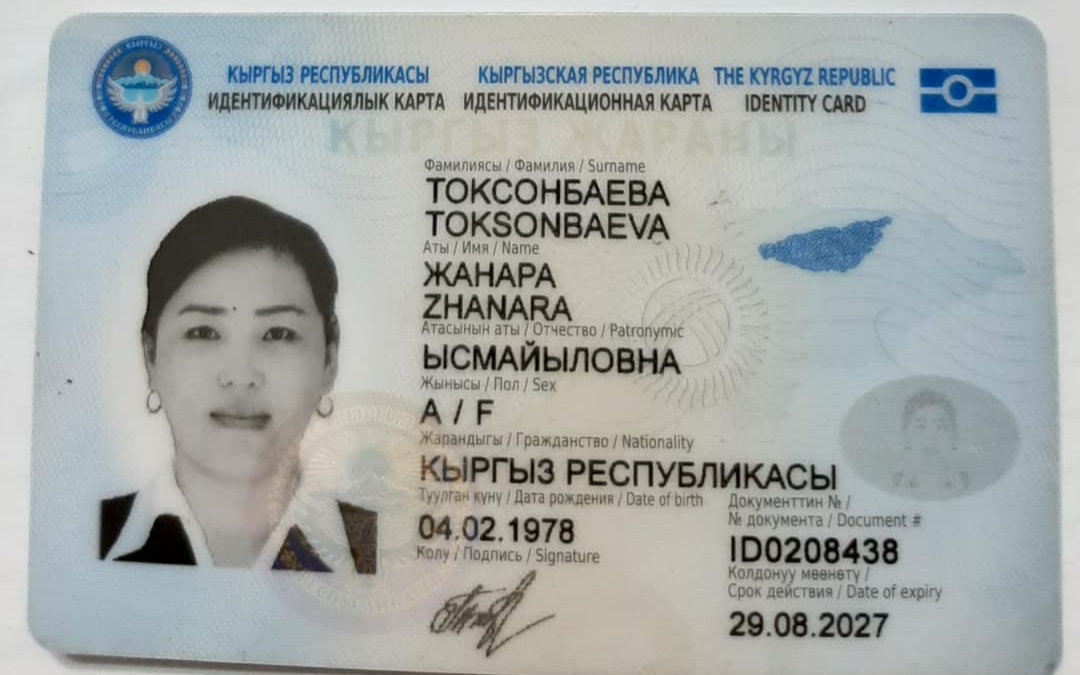 КЫРГЫЗ РЕСПУБЛИКАСЫ КЫРГЫЗСКАЯ РЕСПУБЛИКА THE KYRGYZ REPUBLIC
ИДЕНТИФИКАЦИЯЛЫК КАРТА ИДЕНТИФИКАЦИОННАЯ КАРТА IDENTITY CARD
КЫРГЫЗ ЖАРАНЫ
Фамилиясы / Фамилия / Surname
ТОКСОНБАЕВА
TOKSONBAEVA
Аты / Имя / Name
ЖАНАРА
ZHANARA
Атасынын аты / Отчество / Patronymic
ЫСМАЙЫЛОВНА
Жынысы / Пол / Sex
А / F
Жарандыгы / Гражданство / Nationality
КЫРГЫЗ РЕСПУБЛИКАСЫ
Туулган күнү / Дата рождения / Date of birth
04.02.1978
Колу / Подпись / Signature
Документтин № /
№ документа / Document #
ID0208438
Колдонуу мөөнөтү /
Срок действия / Date of expiry
29.08.2027